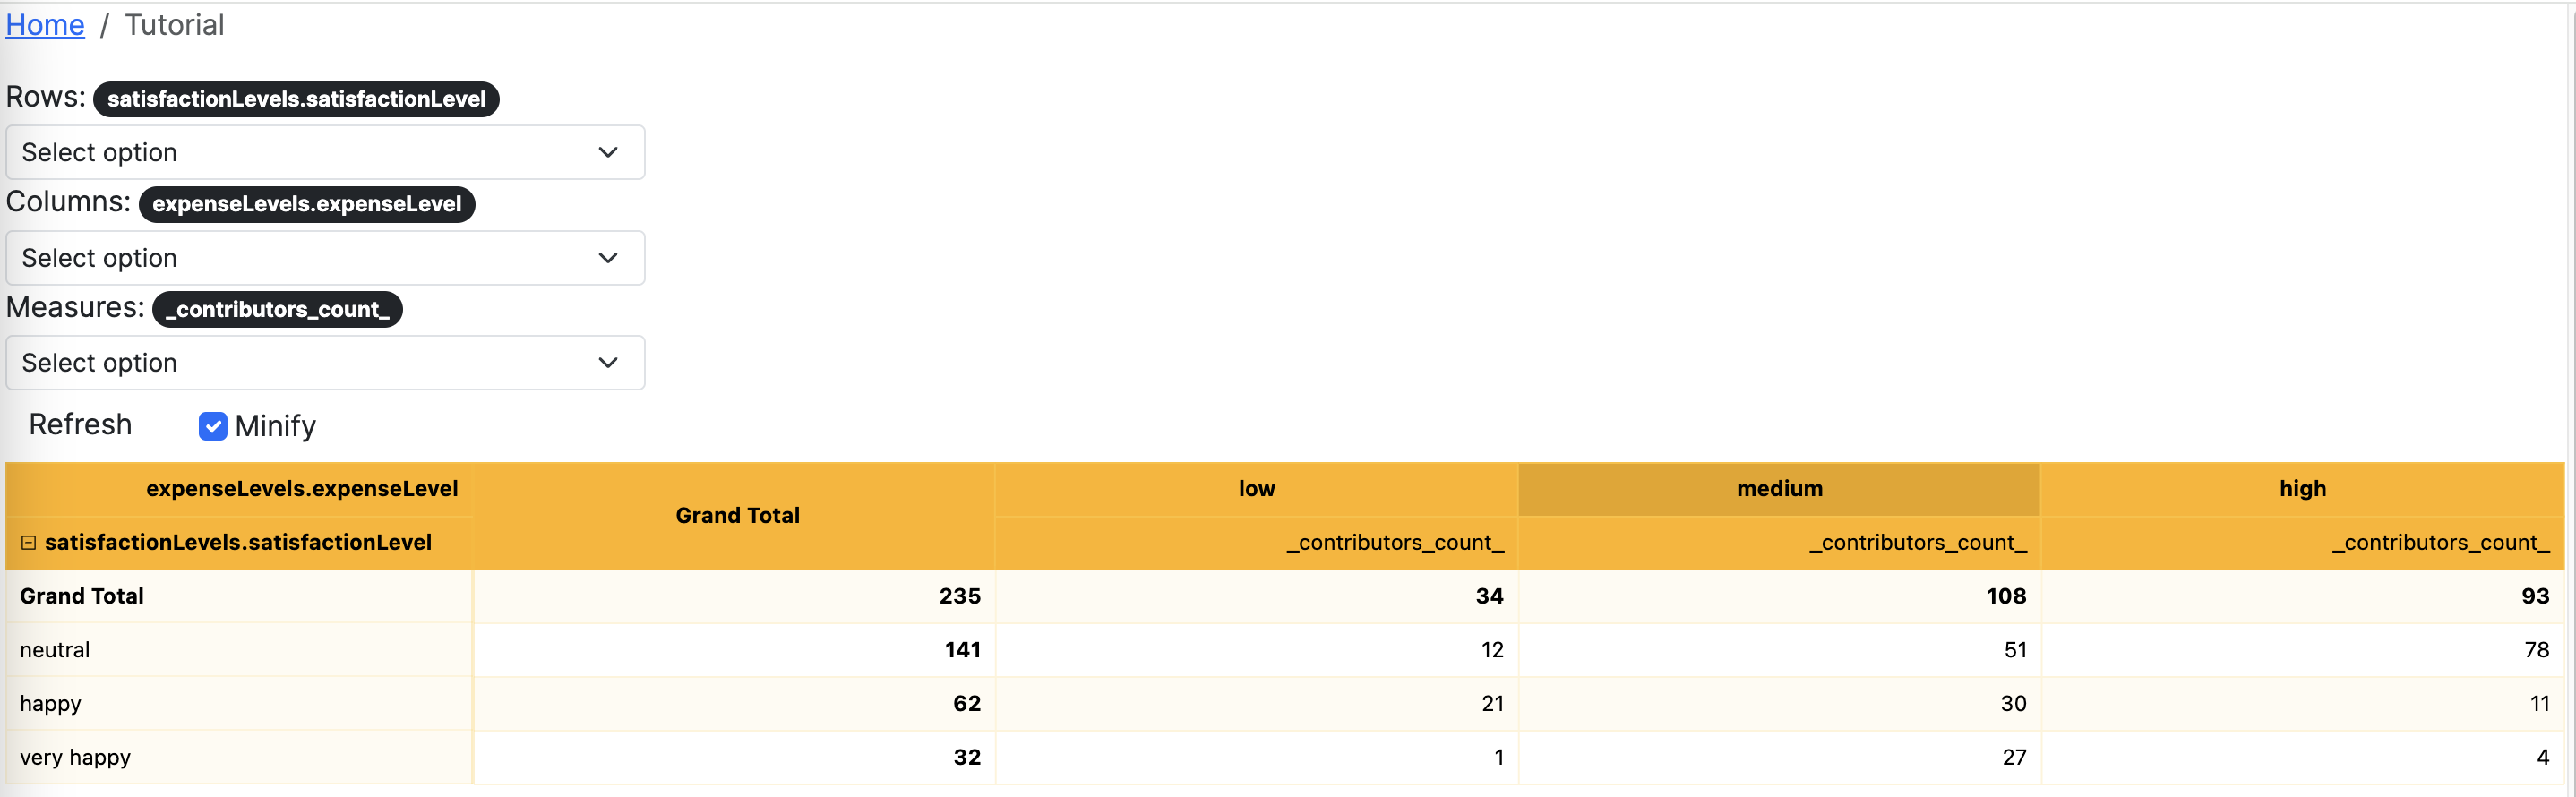 Home / Tutorial
Rows: satisfactionLevels.satisfactionLevel
Select option
Columns: expenseLevels.expenseLevel
Select option
Measures: _contributors_count_
Select option
Refresh Minify
expenseLevels.expenseLevel Grand Total low medium high
satisfactionLevels.satisfactionLevel _contributors_count_ _contributors_count_ _contributors_count_
Grand Total 235 34 108 93
neutral 141 12 51 78
happy 62 21 30 11
very happy 32 1 27 4